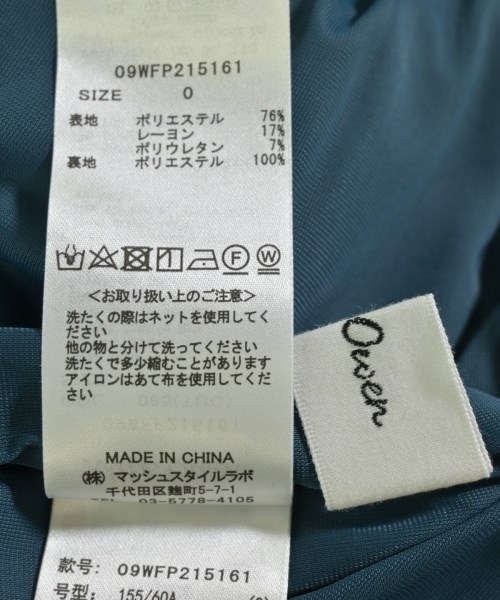 09WFP215161
SIZE 0
表地 ポリエステル 76%
レーヨン 17%
ポリウレタン 7%
裏地 ポリエステル 100%
<お取り扱い上のご注意>
洗たくの際はネットを使用してく
ださい
他の物と分けて洗ってください
洗たくで多少縮むことがあります
アイロンはあて布を使用してくだ
さい
MADE IN CHINA
(株) マッシュスタイルラボ
千代田区麹町5-7-1
TEL 03-5778-4105
款号: 09WFP215161
号型: 155/60A (0)
Owen